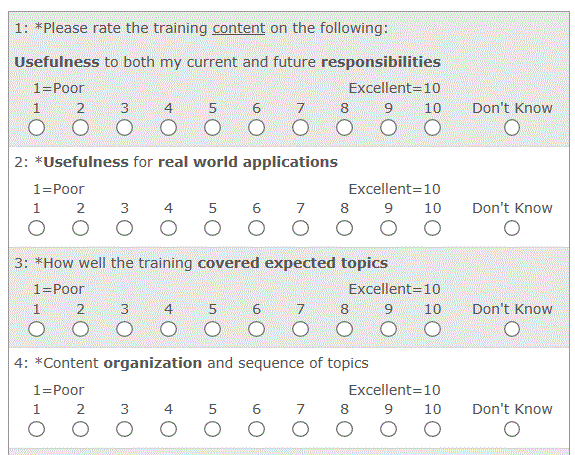 1: *Please rate the training content on the following:
Usefulness to both my current and future responsibilities
1=Poor Excellent=10
1 2 3 4 5 6 7 8 9 10 Don't Know
2: *Usefulness for real world applications
1=Poor Excellent=10
1 2 3 4 5 6 7 8 9 10 Don't Know
3: *How well the training covered expected topics
1=Poor Excellent=10
1 2 3 4 5 6 7 8 9 10 Don't Know
4: *Content organization and sequence of topics
1=Poor Excellent=10
1 2 3 4 5 6 7 8 9 10 Don't Know